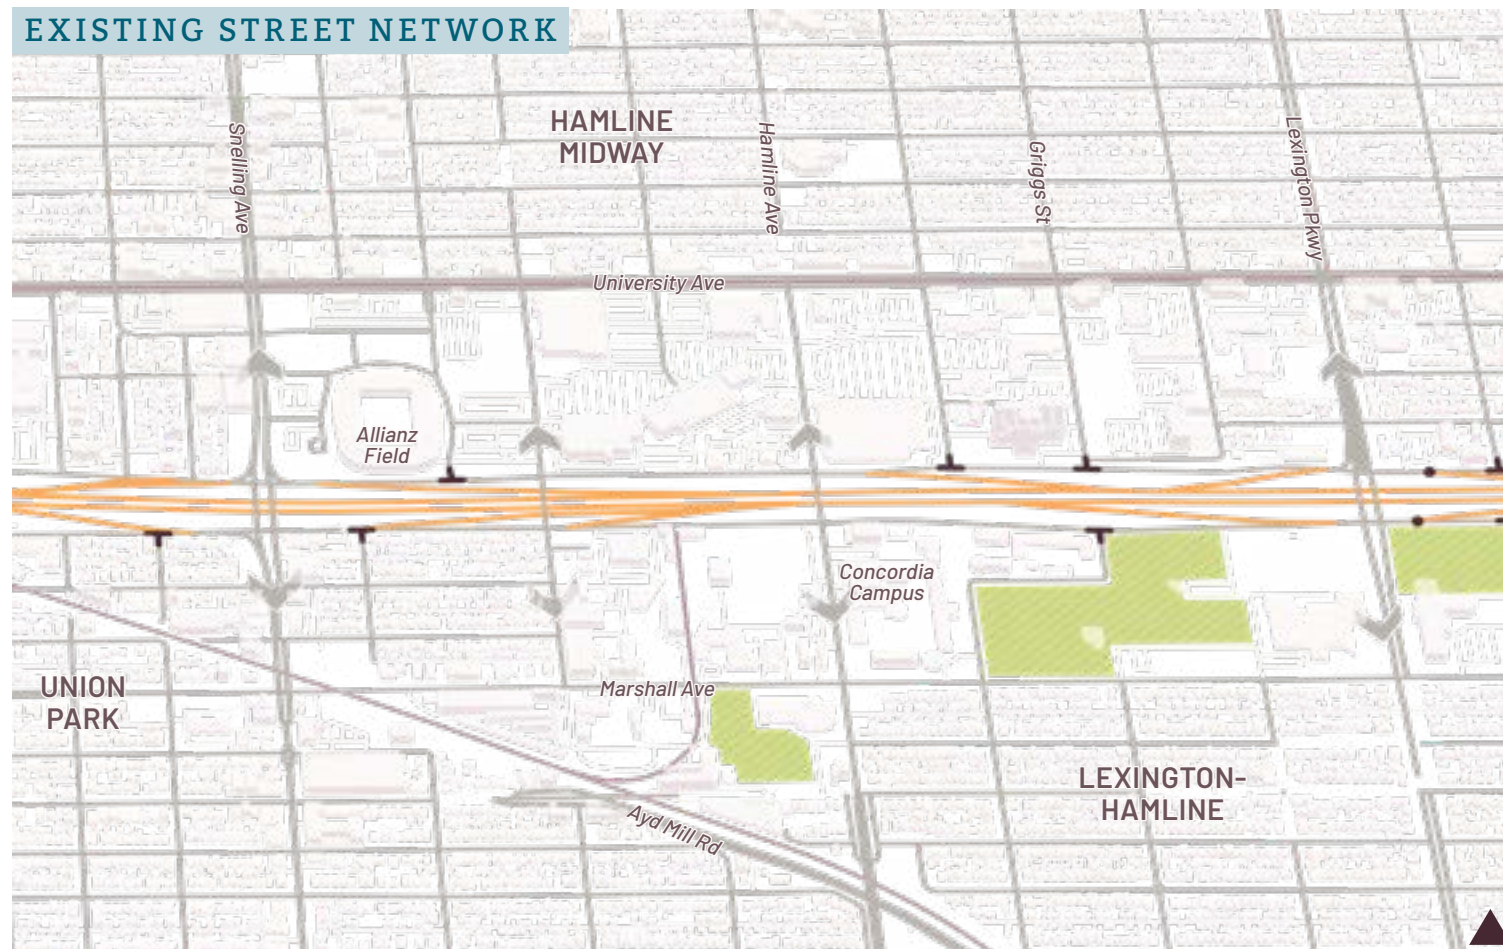 EXISTING STREET NETWORK
HAMLINE
MIDWAY
Snelling Ave
Hamline Ave
Griggs St
Lexington Pkwy
University Ave
Allianz
Field
Concordia
Campus
UNION
PARK
Marshall Ave
LEXINGTON-
HAMLINE
Ayd Mill Rd